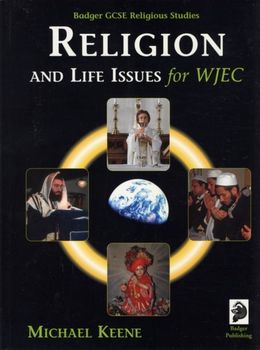 Badger GCSE Religious Studies
RELIGION
AND LIFE ISSUES for WJEC
MICHAEL KEENE
Badger
Publishing